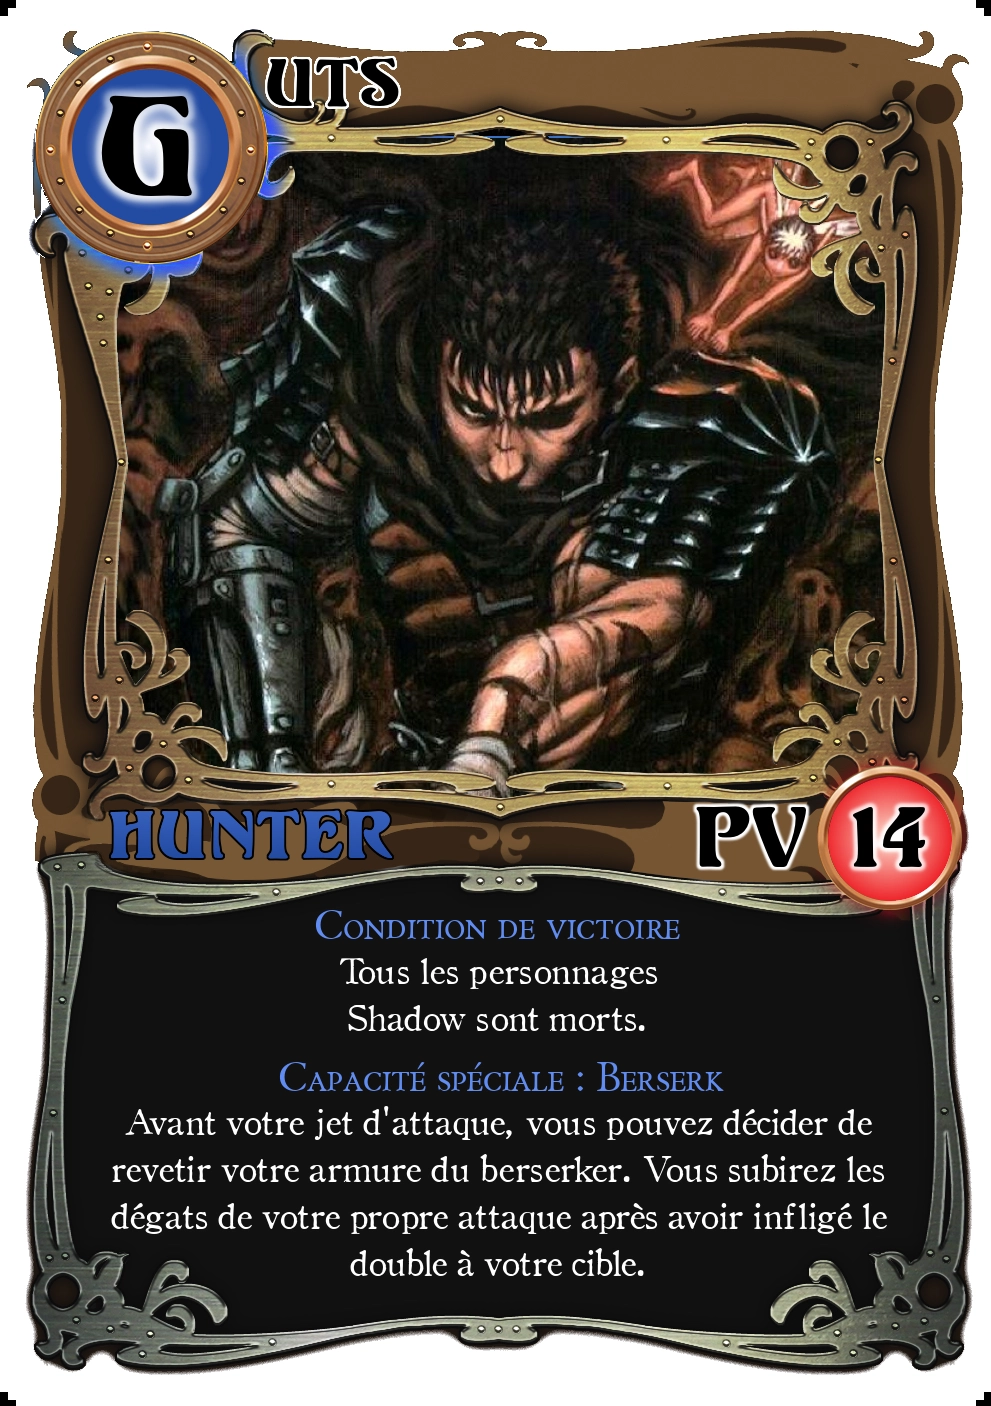 GUTS
HUNTER PV 14
Condition de victoire
Tous les personnages
Shadow sont morts.
Capacité spéciale : Berserk
Avant votre jet d'attaque, vous pouvez décider de
revetir votre armure du berserker. Vous subirez les
dégats de votre propre attaque après avoir infligé le
double à votre cible.